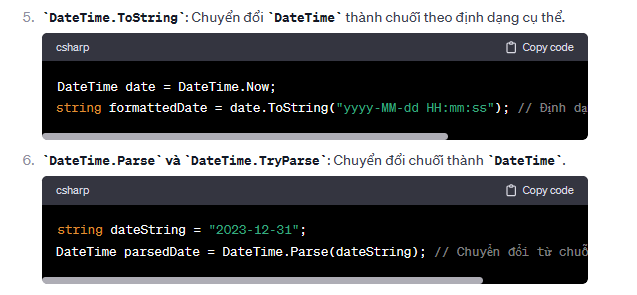 5. `DateTime.ToString`: Chuyển đổi `DateTime` thành chuỗi theo định dạng cụ thể.
csharp Copy code
DateTime date = DateTime.Now;
string formattedDate = date.ToString("yyyy-MM-dd HH:mm:ss"); // Định dạ
6. `DateTime.Parse` và `DateTime.TryParse`: Chuyển đổi chuỗi thành `DateTime`.
csharp Copy code
string dateString = "2023-12-31";
DateTime parsedDate = DateTime.Parse(dateString); // Chuyển đổi từ chuỗ